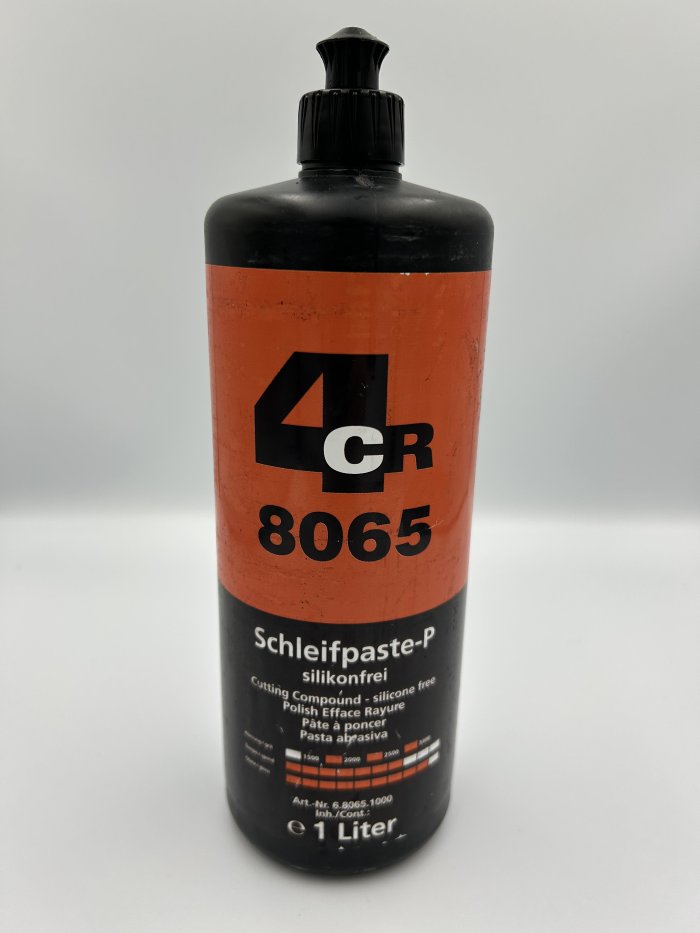 4CR
8065
Schleifpaste-P
silikonfrei
Cutting Compound - silicone free
Polish Efface Rayure
Pâte à poncer
Pasta abrasiva
1500 2000 2500 3000
Art.-Nr. 6.8065.1000
Inh./Cont.:
℮ 1 Liter